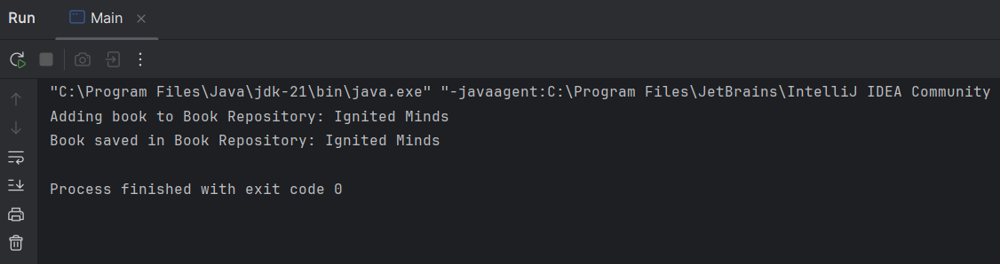 Run Main
"C:\Program Files\Java\jdk-21\bin\java.exe" "-javaagent:C:\Program Files\JetBrains\IntelliJ IDEA Community
Adding book to Book Repository: Ignited Minds
Book saved in Book Repository: Ignited Minds
Process finished with exit code 0